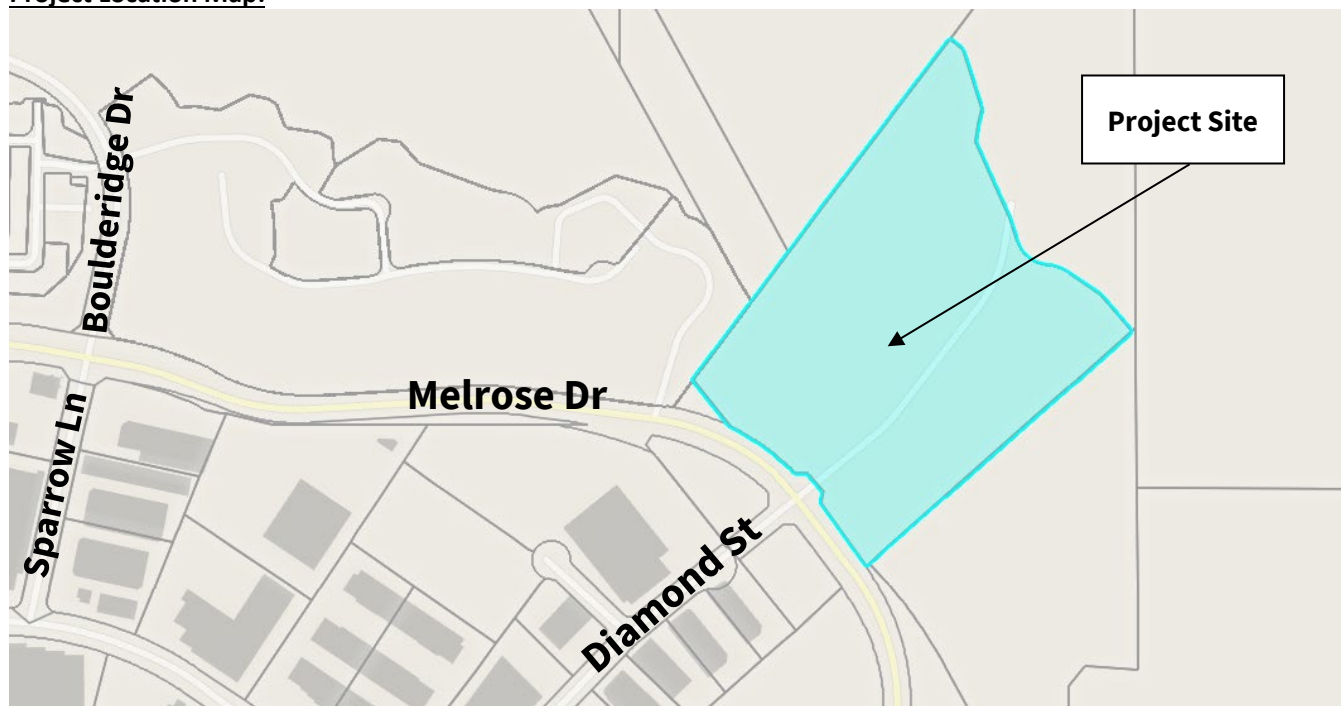 Project Location Map:
Project Site
Boulderidge Dr
Melrose Dr
Sparrow Ln
Diamond St